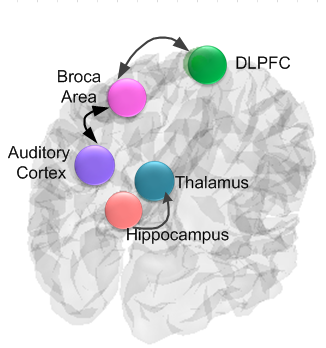 DLPFC
Broca
Area
Auditory
Cortex
Thalamus
Hippocampus